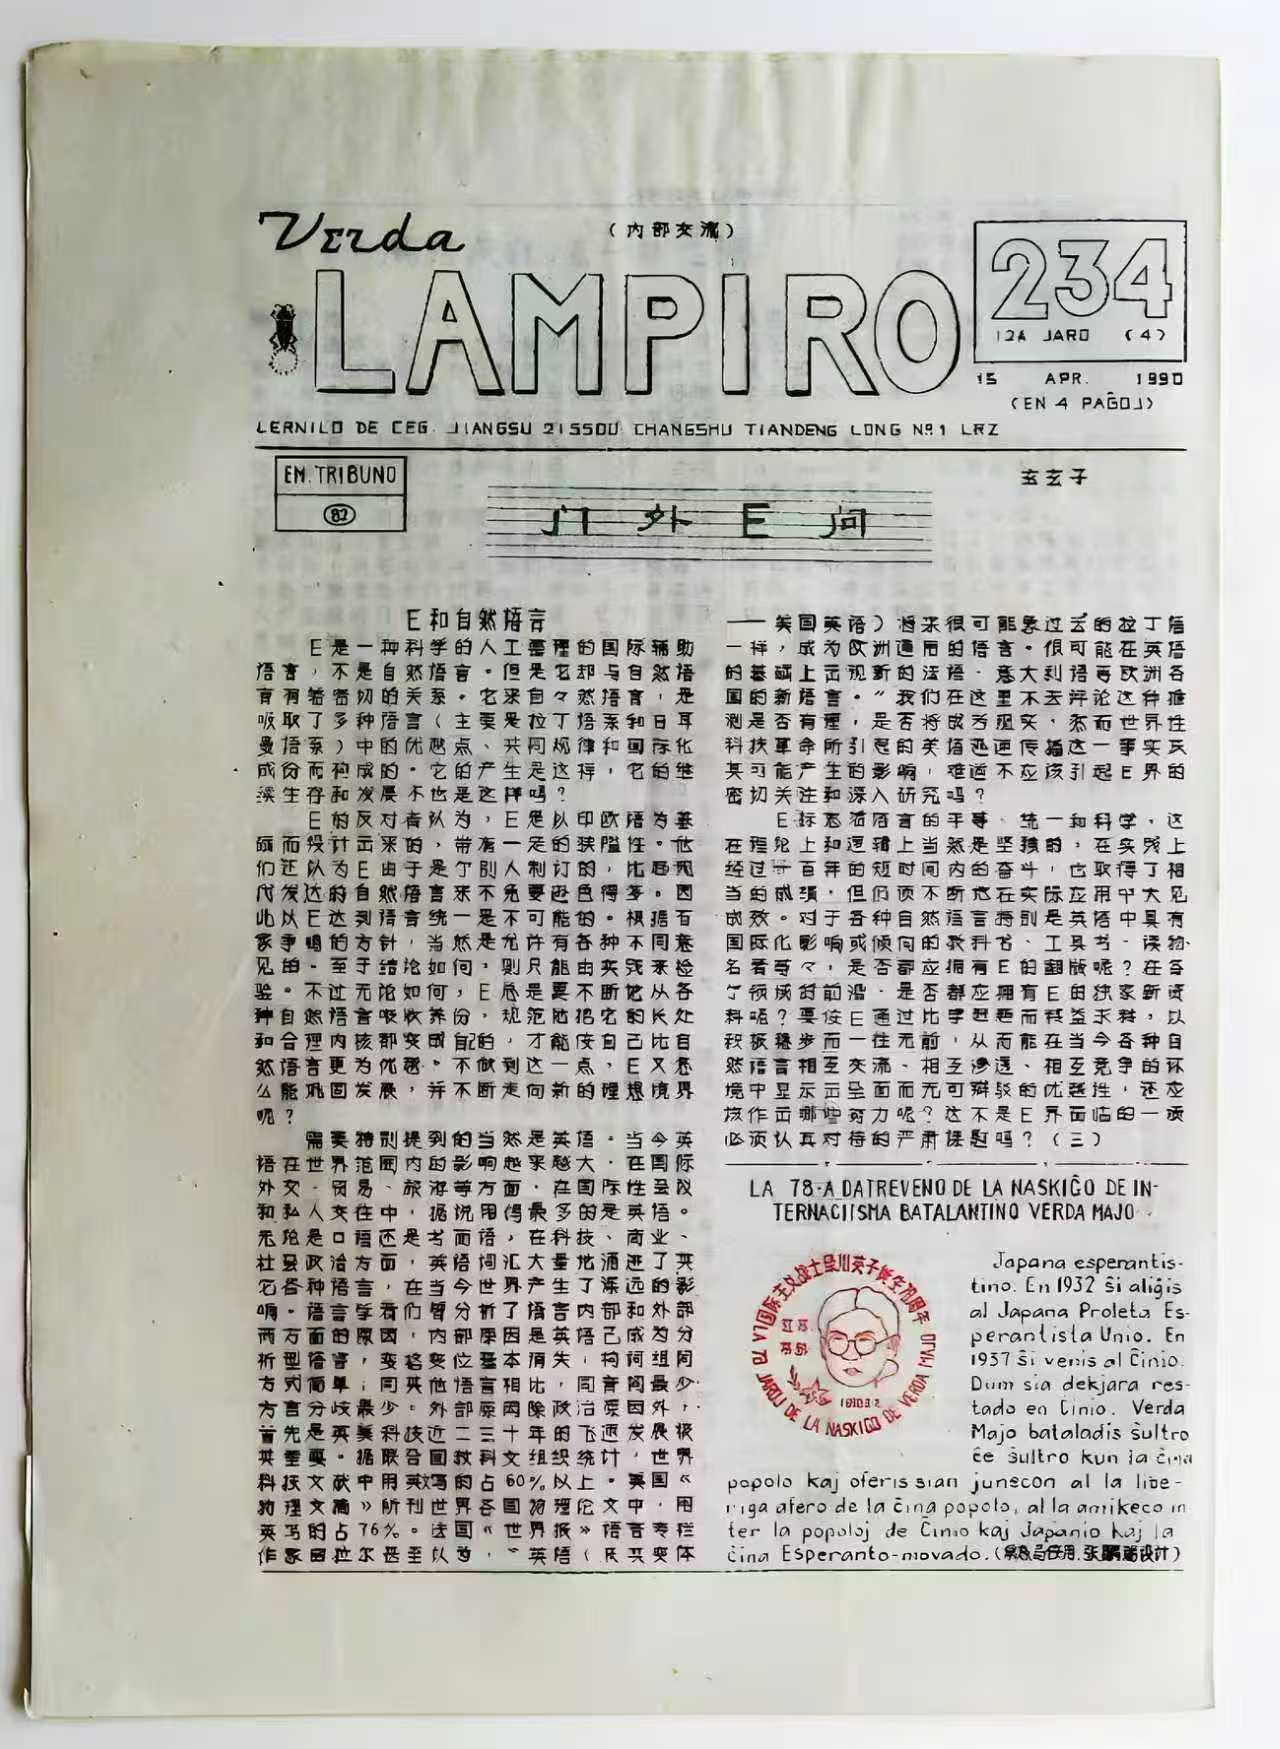 Verda
(内部交流)
LAMPIRO
234
12A JARO (4)
15 APR. 1990
(EN 4 PAĜOJ)
LERNILO DE CEG. JIANGSU 215500 CHANGSHU TIANDENG LONG Nº.1 LRZ
EM. TRIBUNO
82
门外E问
玄玄子
E和自然语言
E是一种科学的人工整理的国际辅助
语言，不是自然语言。但是它却与自然语
言有着密切的关系。它来自々然语言，是
吸取了多种语言(主要是拉丁语系和日耳
曼语系)中的优越点、共同规律和国际化
成份而构成的。它的产生是这样，它的继
续生存和发展不也是这样吗？
E的反对者认为，E是以印欧语为基
础而设计出来的，带有一定的狭隘性。他
们还认为E由于是个别人制订的，比起现
代发达的自然语言来不免要逊色得多。因
此以E达到语言统一是不可能的。根据百
家争鸣的方针，当然是允许有各种不同意
见的。至于结论如何，则只能由实践来检
验。不过无论如何，E总是要不断地从各
种自然语言吸收养份，规范地把它的长处
和合理内核都变成自己的，才能使自己比自
然语言更为优越。不做到这一点，E又怎
么能巩固发展，并不断走向新的理想境界
呢？
需要特别提到的当然是英语。当今英
语在世界范围内的影响越来越大。在国际
外交、贸易、旅游等方面，在国际性会议
和私人交往中，据说用得最多的是英语。
无论是口语还是书面语，在科技、商业、
社会政治方面，英语词汇大量地涌进了其
它各种语言，在当今世界产生了深远的影
响。语言学者们曾分析了语言内部和外部
两方面的原因，内部原因是英语已成为分
析型语言，变格变位基本消失；构词组词
方式简单；同其他语言相比，同音词最少
方言分歧最少。外部原因除政治原因外，
首先是英美科技近二三十年的飞速发展极
其重要。据联合国教科文组织统计，世界
科技文献中用英文写的占60%以上。美国《
物理文摘》所刊世界各国物理论文中，用
英写的占76%。法国《世界报》语言专栏
作家因拉尔甚至认为，“英语(及其变体
——美国英语)将来很可能象过去的拉丁语
一样，成为欧洲通用的语言。很可能在英语
的基础上出现新的法语、意大利语等欧洲各
国的新语言。”我们在这里不去评论这种推
测是否有理，是否将成为现实，然而世界性
科技革命所引起的英语迅速传播这一事实及
其可能产生的影响，难道不应该引起E界的
密切关注和深入研究吗？
E标志着语言的平等、统一和科学，这
在理论上和逻辑上当然是坚强的，在实践上
经过一百年的短时间内的奋斗，也取得了相
当的成绩，但仍须不断地在实际应用中大见
成效。对于各种自然语言特别是英语中具有
国际化影响或倾向的教科书、工具书、读物
名著等々，是否都应拥有E的翻版呢？在各
个领域的前沿，是否都应拥有E的独家新资
料呢？要使E通过比学赶超而精益求精，以
积极稳步而一往无前，从而能在当今各种自
然语言相互交流、相互渗透、相互竞争的环
境中显示出全面而无可辩驳的优越性，还应
该作出哪些努力呢？这不是E界面临的一项
必须认真对待的严肃课题吗？(三)
LA 78-A DATREVENO DE LA NASKIĜO DE IN-
TERNACIISMA BATALANTINO VERDA MAJO
国际主义战士绿川英子诞生78周年
LA 78 JAROJ DE LA NASKIĜO DE VERDA MAJO
Japana esperantis-
tino. En 1932 ŝi aliĝis
al Japana Proleta Es-
perantista Unio. En
1937 ŝi venis al Ĉinio.
Dum sia dekjara res-
tado en Ĉinio. Verda
Majo bataladis ŝultro
ĉe ŝultro kun la ĉina
popolo kaj oferis sian junecon al la libe-
riga afero de la ĉina popolo, al la amikeco in
ter la popoloj de Ĉinio kaj Japanio kaj la
ĉina Esperanto-movado. (张鹏瑞设计)